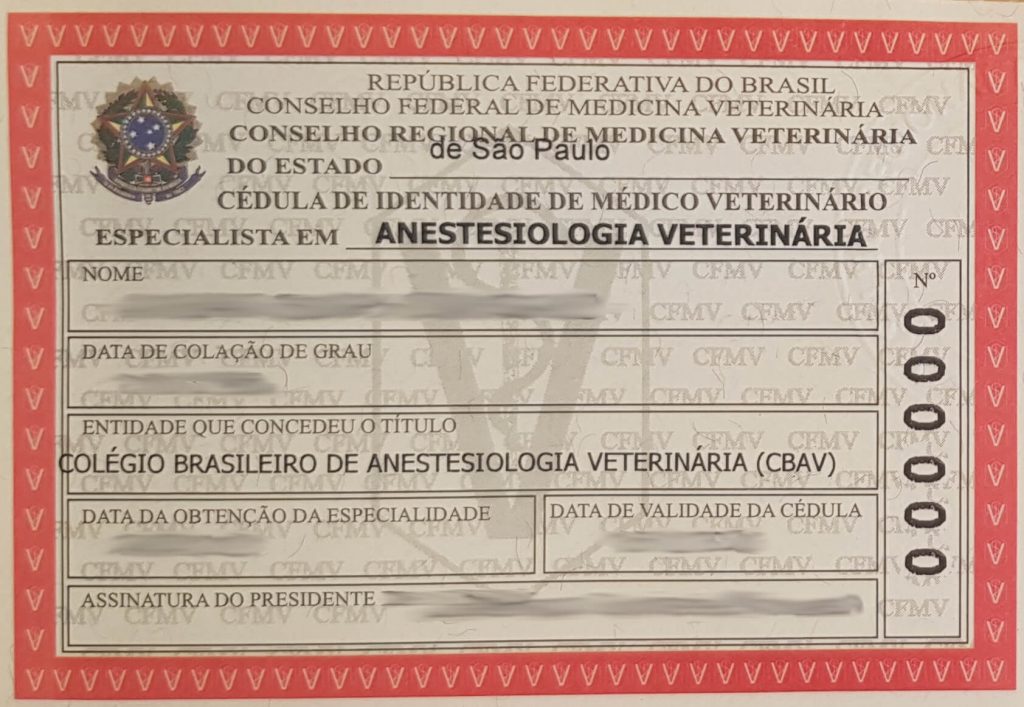 REPÚBLICA FEDERATIVA DO BRASIL
CONSELHO FEDERAL DE MEDICINA VETERINÁRIA
CONSELHO REGIONAL DE MEDICINA VETERINÁRIA
DO ESTADO de São Paulo
CÉDULA DE IDENTIDADE DE MÉDICO VETERINÁRIO
ESPECIALISTA EM ANESTESIOLOGIA VETERINÁRIA
NOME
Nº
000000
DATA DE COLAÇÃO DE GRAU
ENTIDADE QUE CONCEDEU O TÍTULO
COLÉGIO BRASILEIRO DE ANESTESIOLOGIA VETERINÁRIA (CBAV)
DATA DA OBTENÇÃO DA ESPECIALIDADE
DATA DE VALIDADE DA CÉDULA
ASSINATURA DO PRESIDENTE